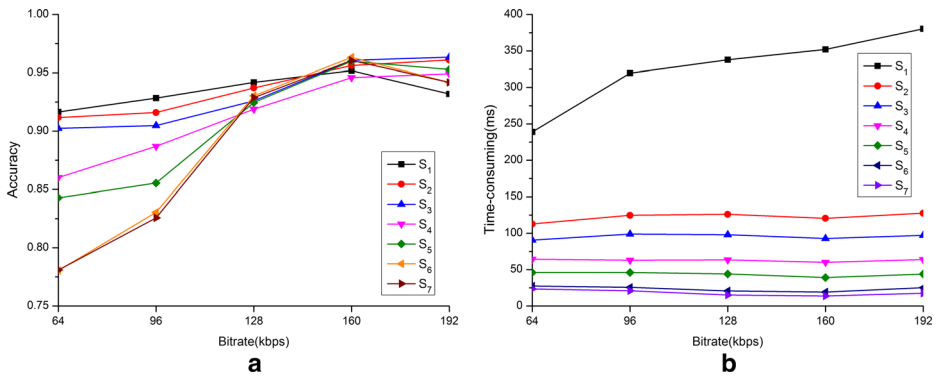 1.00
0.95
0.90
0.85
0.80
0.75
Accuracy
64 96 128 160 192
Bitrate(kbps)
S1
S2
S3
S4
S5
S6
S7
a
400
350
300
250
200
150
100
50
0
Time-consuming(ms)
64 96 128 160 192
Bitrate(kbps)
S1
S2
S3
S4
S5
S6
S7
b